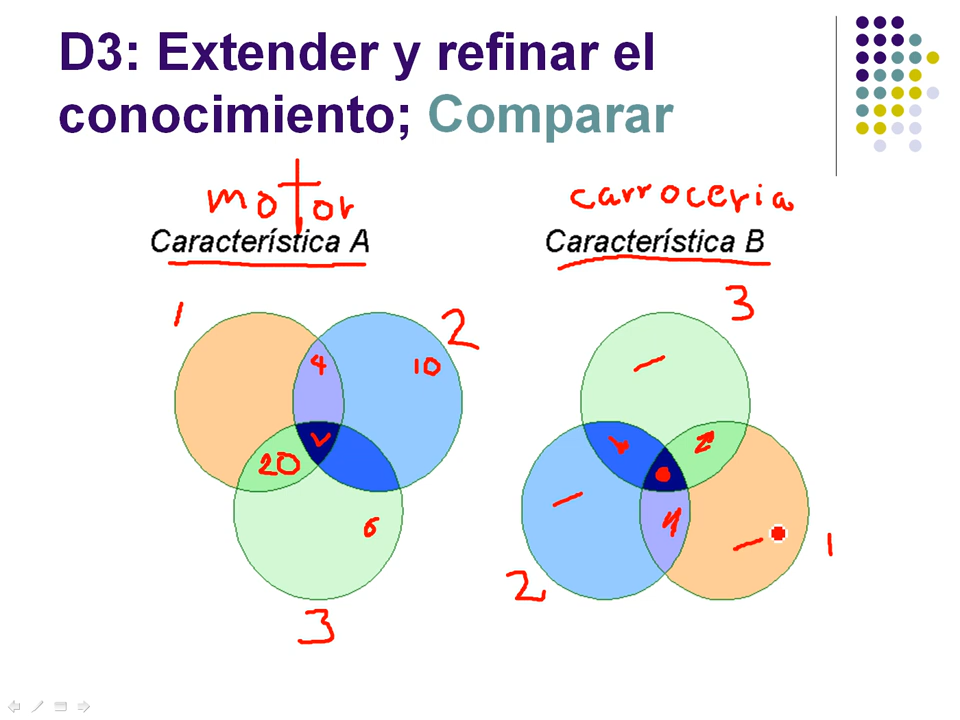 D3: Extender y refinar el
conocimiento; Comparar
motor
carroceria
Característica A
Característica B
1
2
3
4
10
20
6
3
2
4
2
1